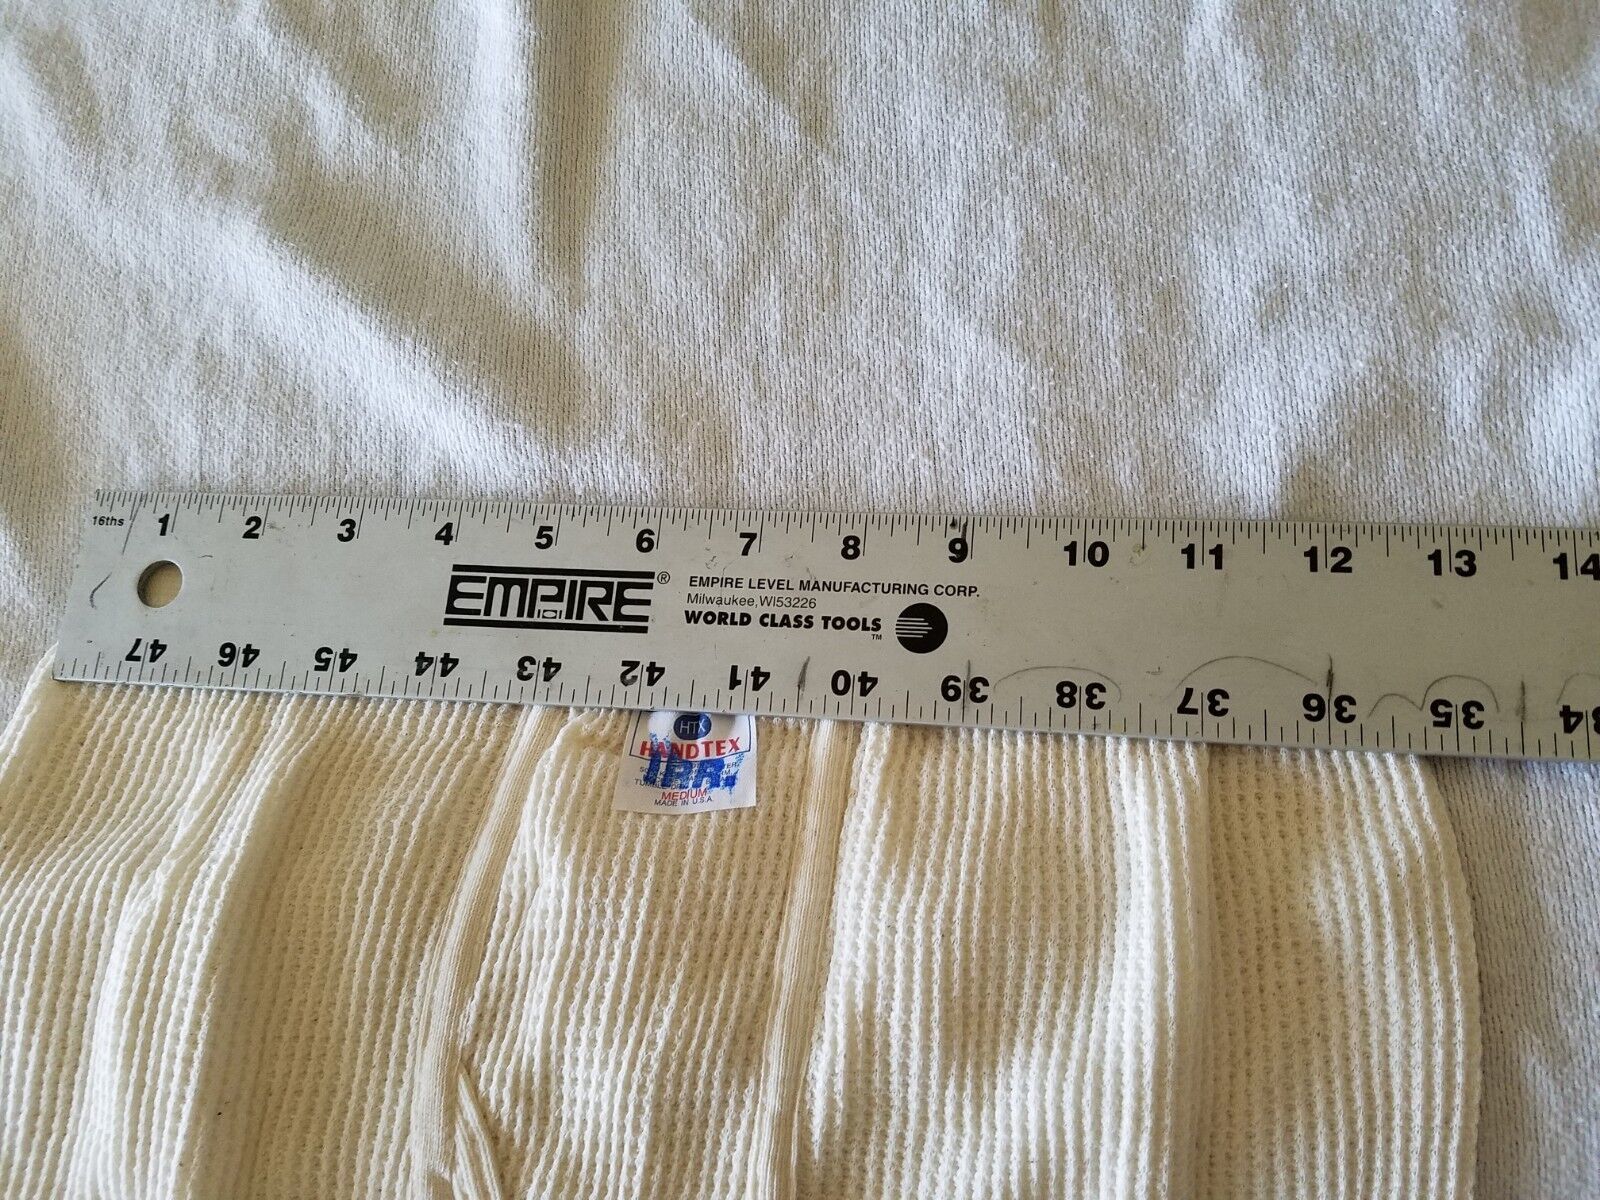 16ths 1 2 3 4 5 6 7 8 9 10 11 12 13 14
EMPIRE®
EMPIRE LEVEL MANUFACTURING CORP.
Milwaukee, WI53226
WORLD CLASS TOOLS™
47 46 45 44 43 42 41 40 39 38 37 36 35 34
HTX
HANDTEX
IRR.
MEDIUM
MADE IN U.S.A.